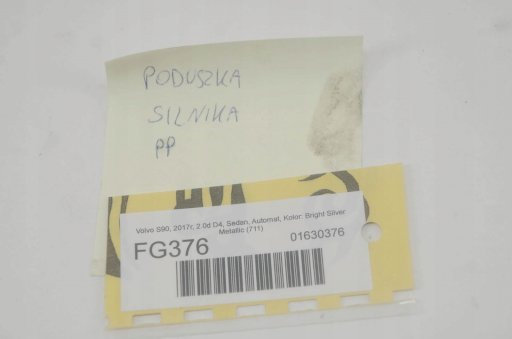 PODUSZKA
SILNIKA
PP
Volvo S90, 2017r, 2.0d D4, Sedan, Automat, Kolor: Bright Silver
Metallic (711)
FG376
01630376